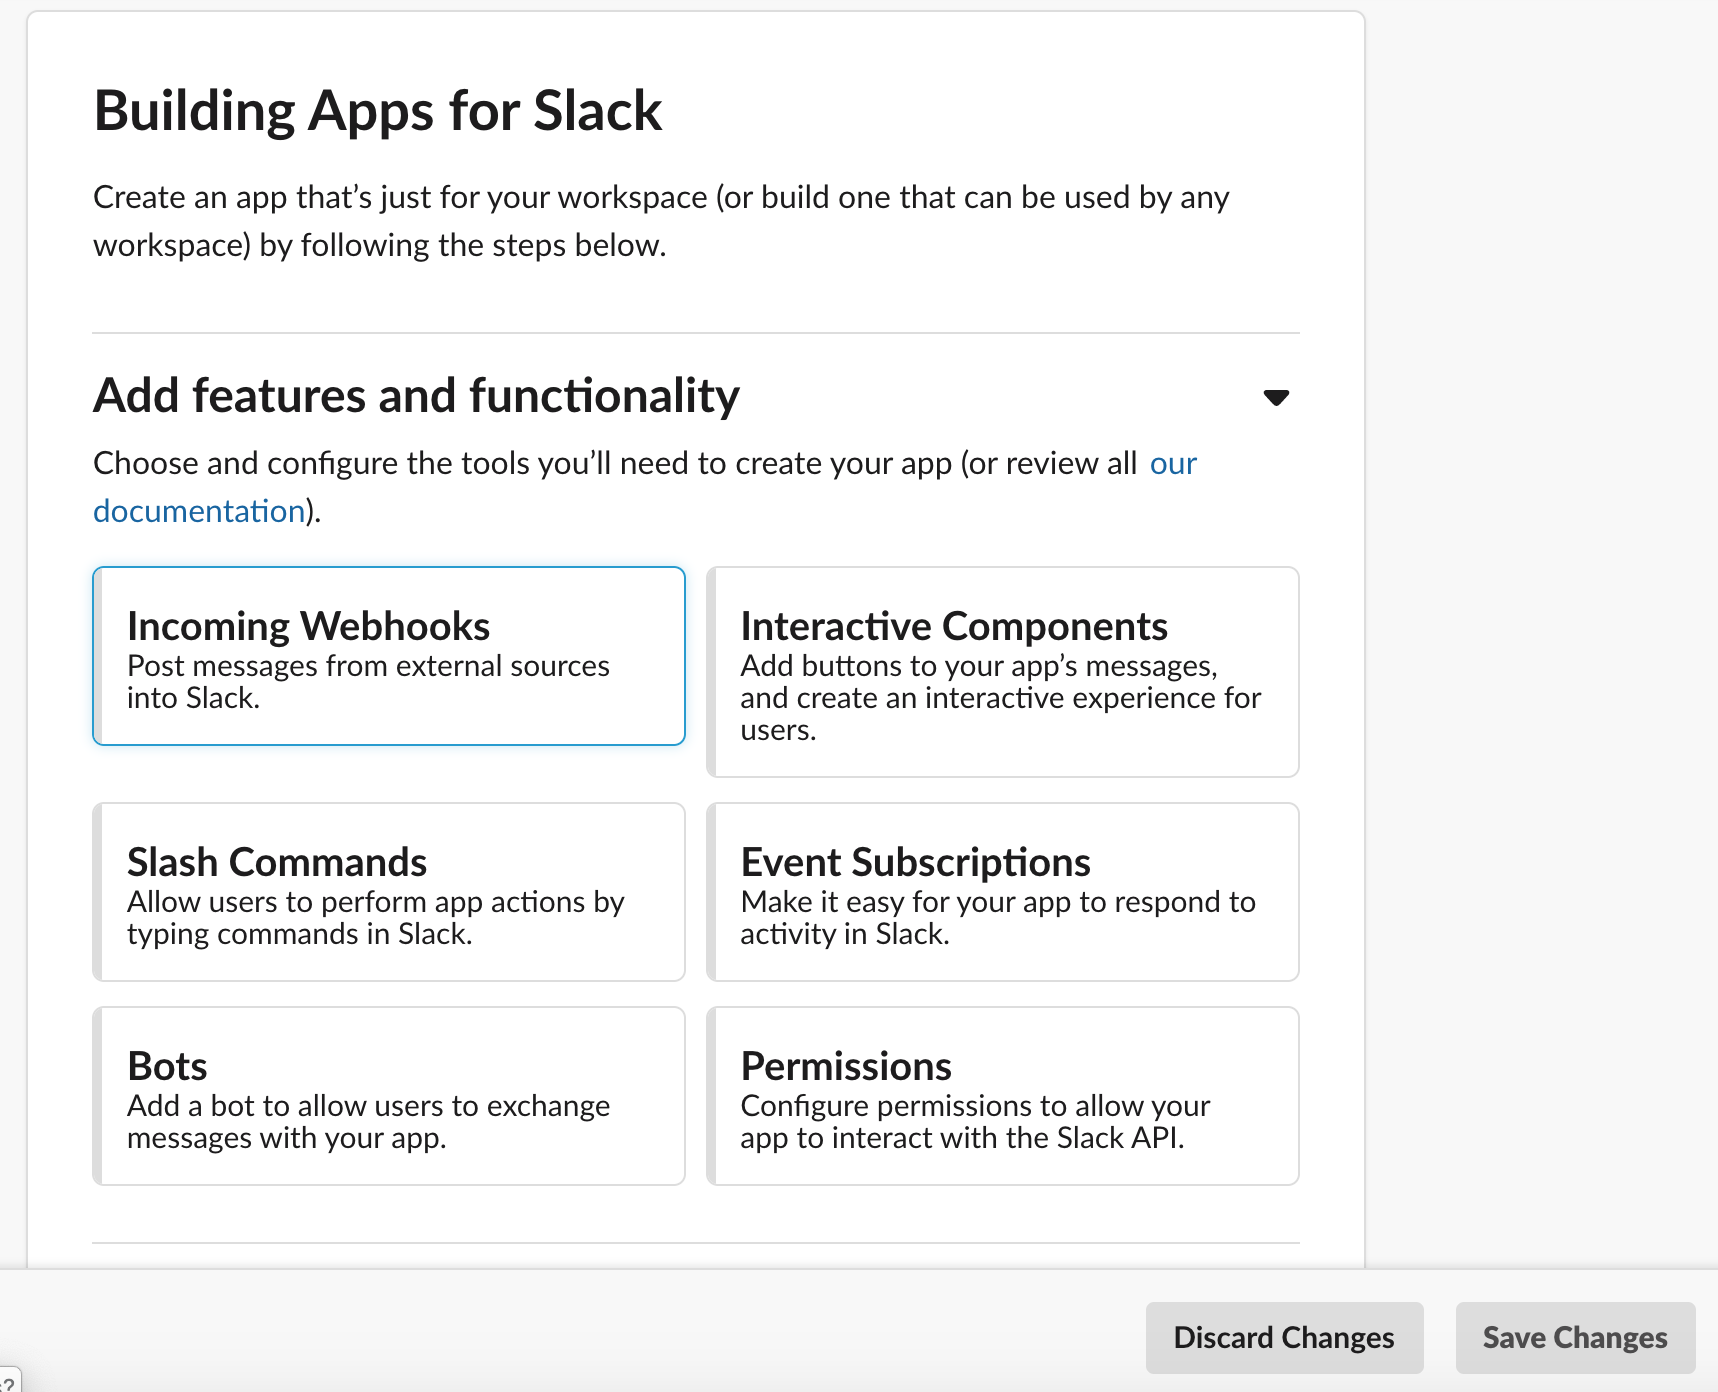 Building Apps for Slack
Create an app that’s just for your workspace (or build one that can be used by any
workspace) by following the steps below.
Add features and functionality
Choose and configure the tools you’ll need to create your app (or review all our
documentation).
Incoming Webhooks
Post messages from external sources
into Slack.
Interactive Components
Add buttons to your app’s messages,
and create an interactive experience for
users.
Slash Commands
Allow users to perform app actions by
typing commands in Slack.
Event Subscriptions
Make it easy for your app to respond to
activity in Slack.
Bots
Add a bot to allow users to exchange
messages with your app.
Permissions
Configure permissions to allow your
app to interact with the Slack API.
Discard Changes
Save Changes